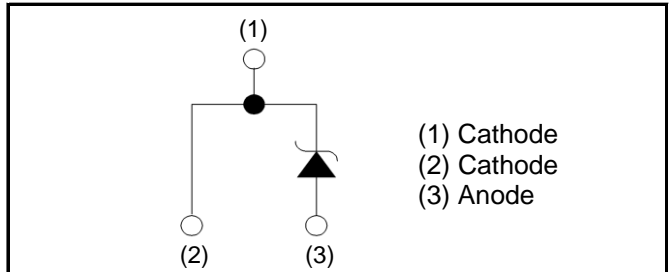 (1)
(1) Cathode
(2) Cathode
(3) Anode
(2) (3)